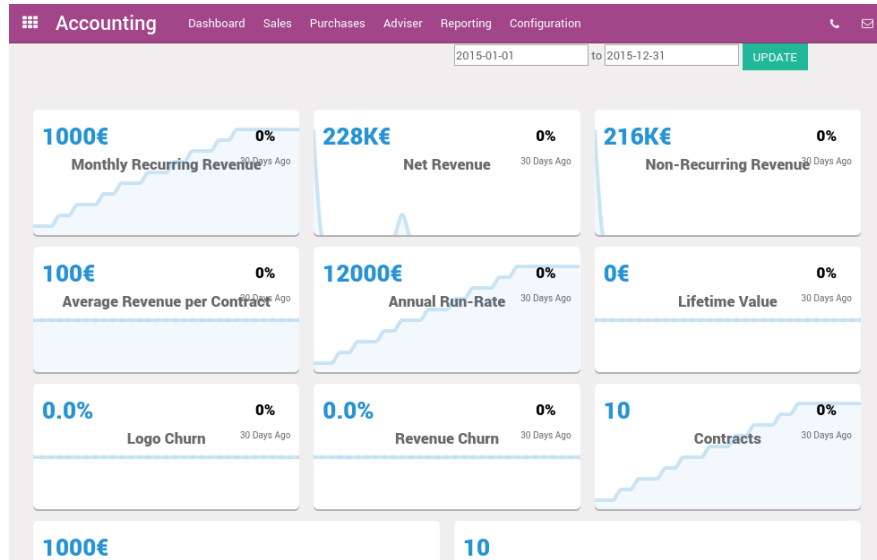 Accounting Dashboard Sales Purchases Adviser Reporting Configuration
2015-01-01 to 2015-12-31 UPDATE
1000€ 0%
Monthly Recurring Revenue 30 Days Ago
228K€ 0%
Net Revenue 30 Days Ago
216K€ 0%
Non-Recurring Revenue 30 Days Ago
100€ 0%
Average Revenue per Contract 30 Days Ago
12000€ 0%
Annual Run-Rate 30 Days Ago
0€ 0%
Lifetime Value 30 Days Ago
0.0% 0%
Logo Churn 30 Days Ago
0.0% 0%
Revenue Churn 30 Days Ago
10 0%
Contracts 30 Days Ago
1000€
10